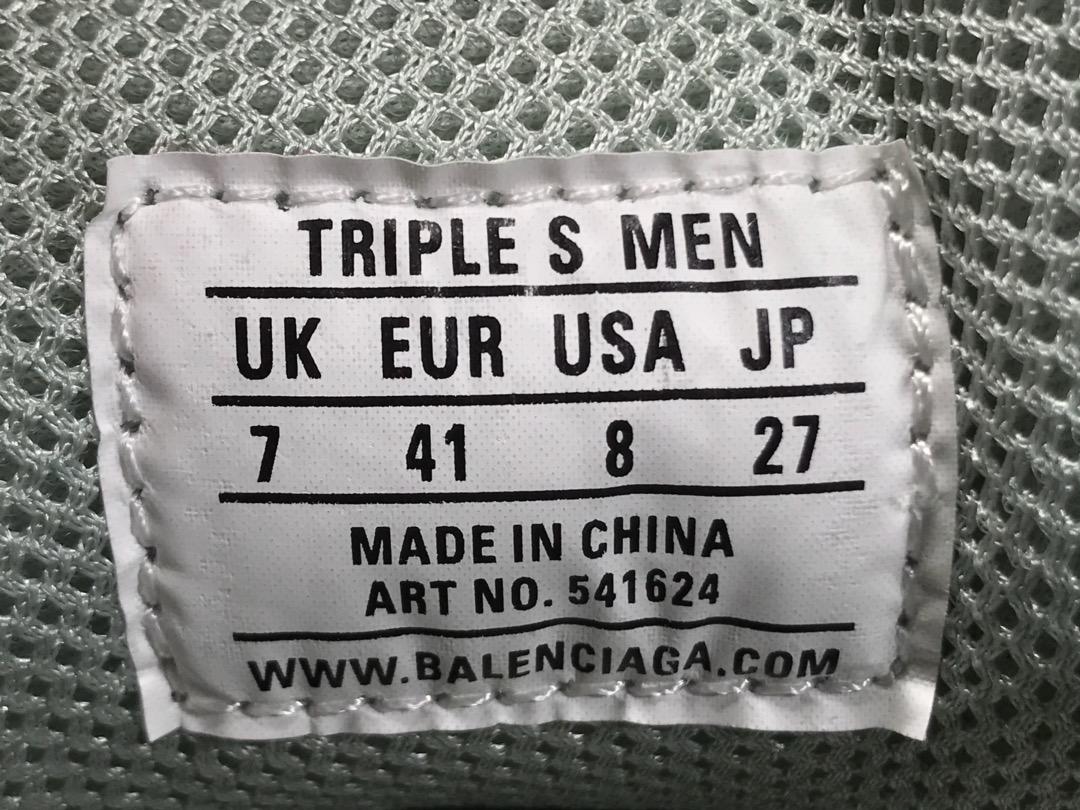 TRIPLE S MEN
UK EUR USA JP
7 41 8 27
MADE IN CHINA
ART NO. 541624
WWW.BALENCIAGA.COM